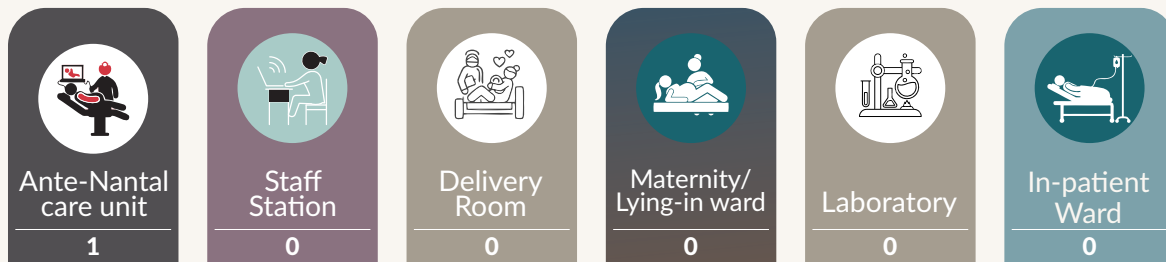 Ante-Nantal
care unit
1
Staff
Station
0
Delivery
Room
0
Maternity/
Lying-in ward
0
Laboratory
0
In-patient
Ward
0